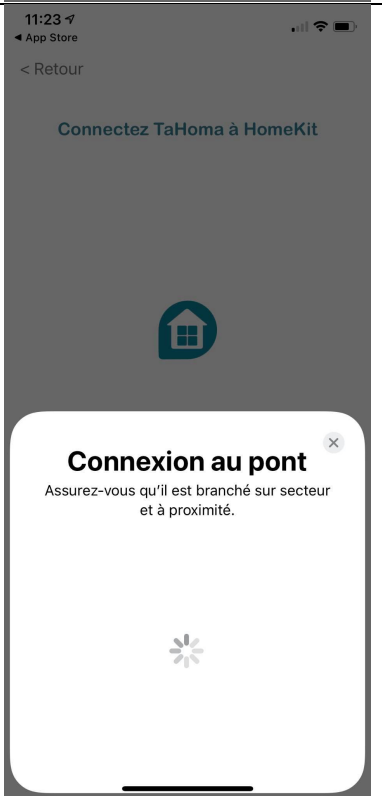 11:23
◀ App Store
< Retour
Connectez TaHoma à HomeKit
Connexion au pont
Assurez-vous qu'il est branché sur secteur
et à proximité.